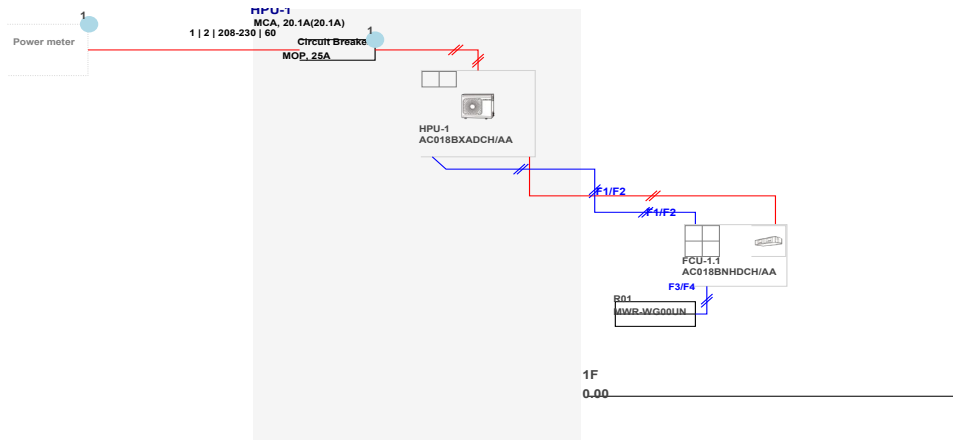 HPU-1
1
MCA, 20.1A(20.1A)
1 | 2 | 208-230 | 60
1
Power meter
Circuit Breake
MOP, 25A
HPU-1
AC018BXADCH/AA
F1/F2
F1/F2
FCU-1.1
AC018BNHDCH/AA
F3/F4
R01
MWR-WG00UN
1F
0.00